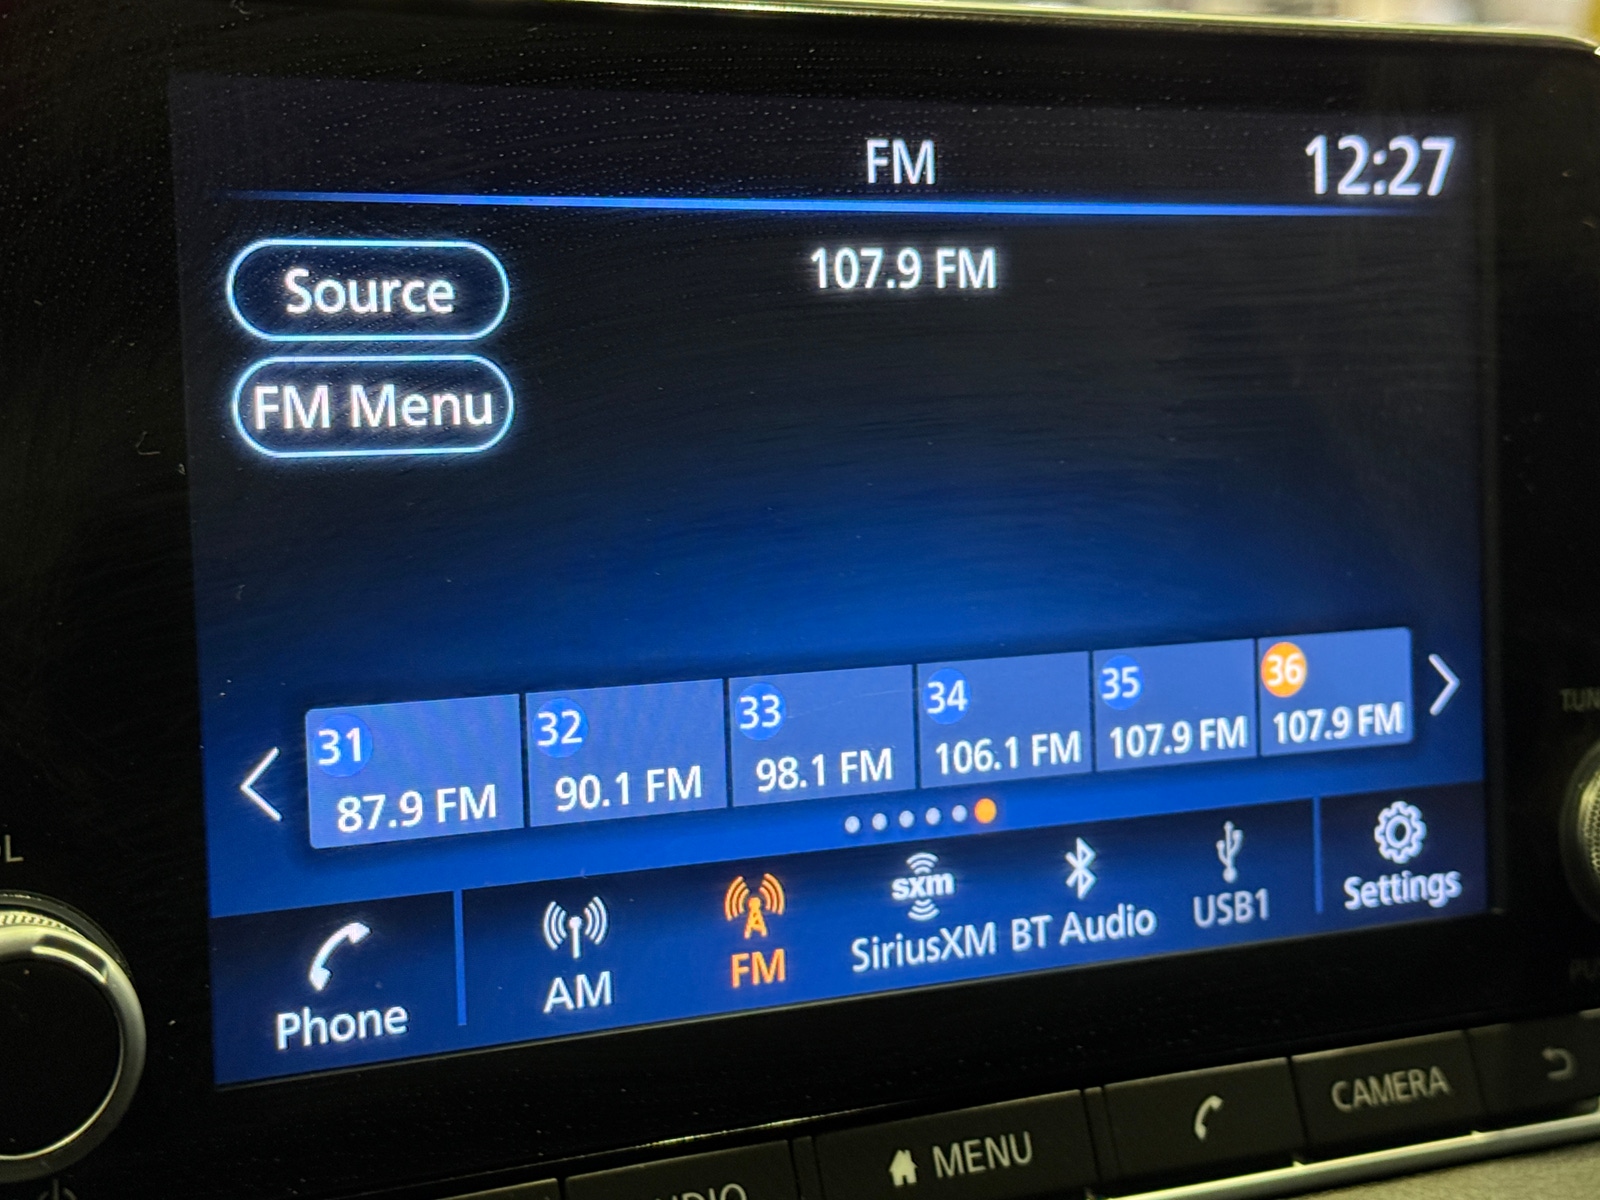 FM
12:27
Source
107.9 FM
FM Menu
31
32
33
34
35
36
87.9 FM
90.1 FM
98.1 FM
106.1 FM
107.9 FM
107.9 FM
Phone
AM
FM
sxm
SiriusXM
BT Audio
USB1
Settings
MENU
CAMERA